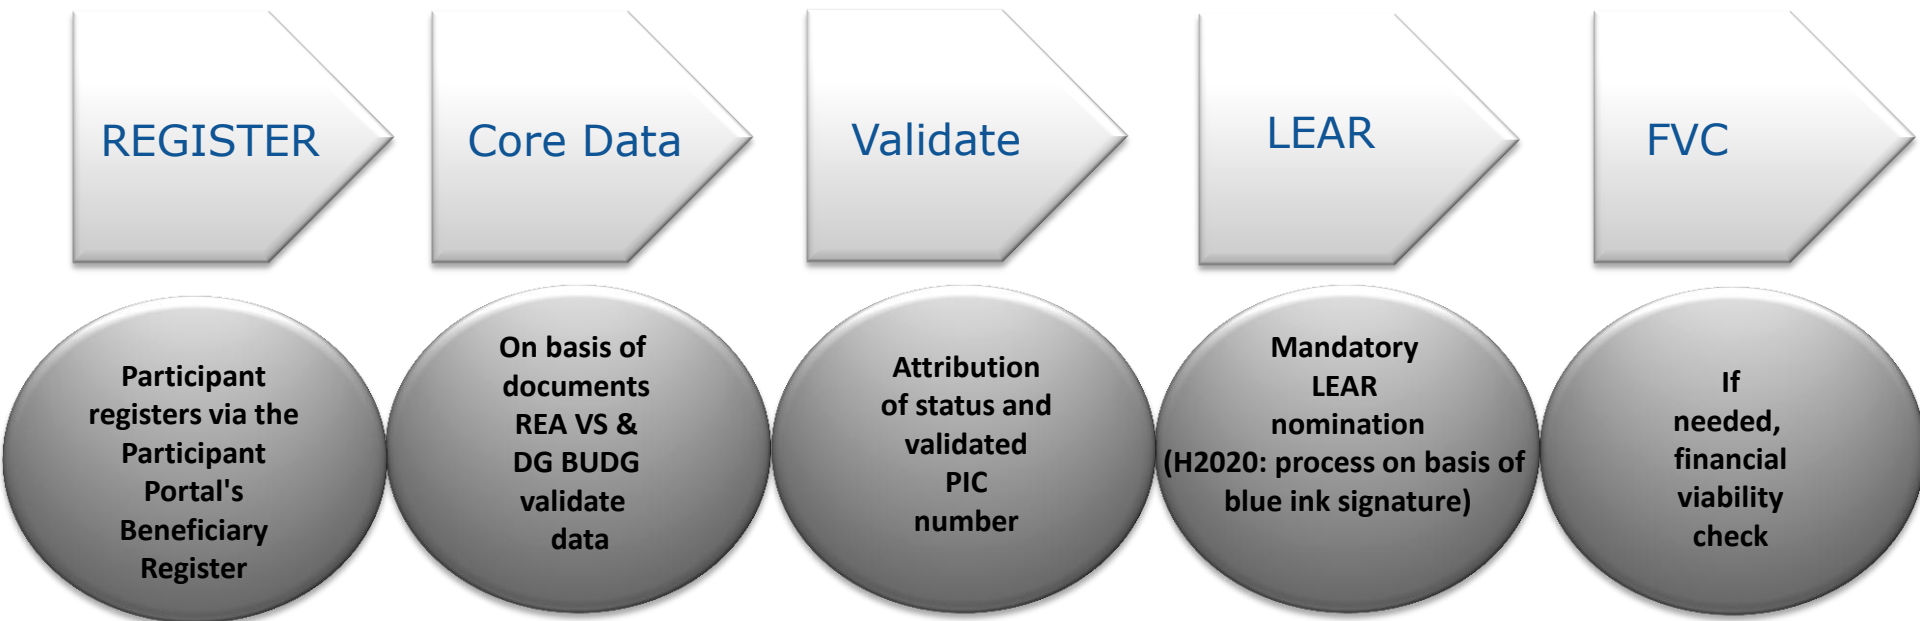 REGISTER
Core Data
Validate
LEAR
FVC
Participant
registers via the
Participant
Portal's
Beneficiary
Register
On basis of
documents
REA VS &
DG BUDG
validate
data
Attribution
of status and
validated
PIC
number
Mandatory
LEAR
nomination
(H2020: process on basis of
blue ink signature)
If
needed,
financial
viability
check